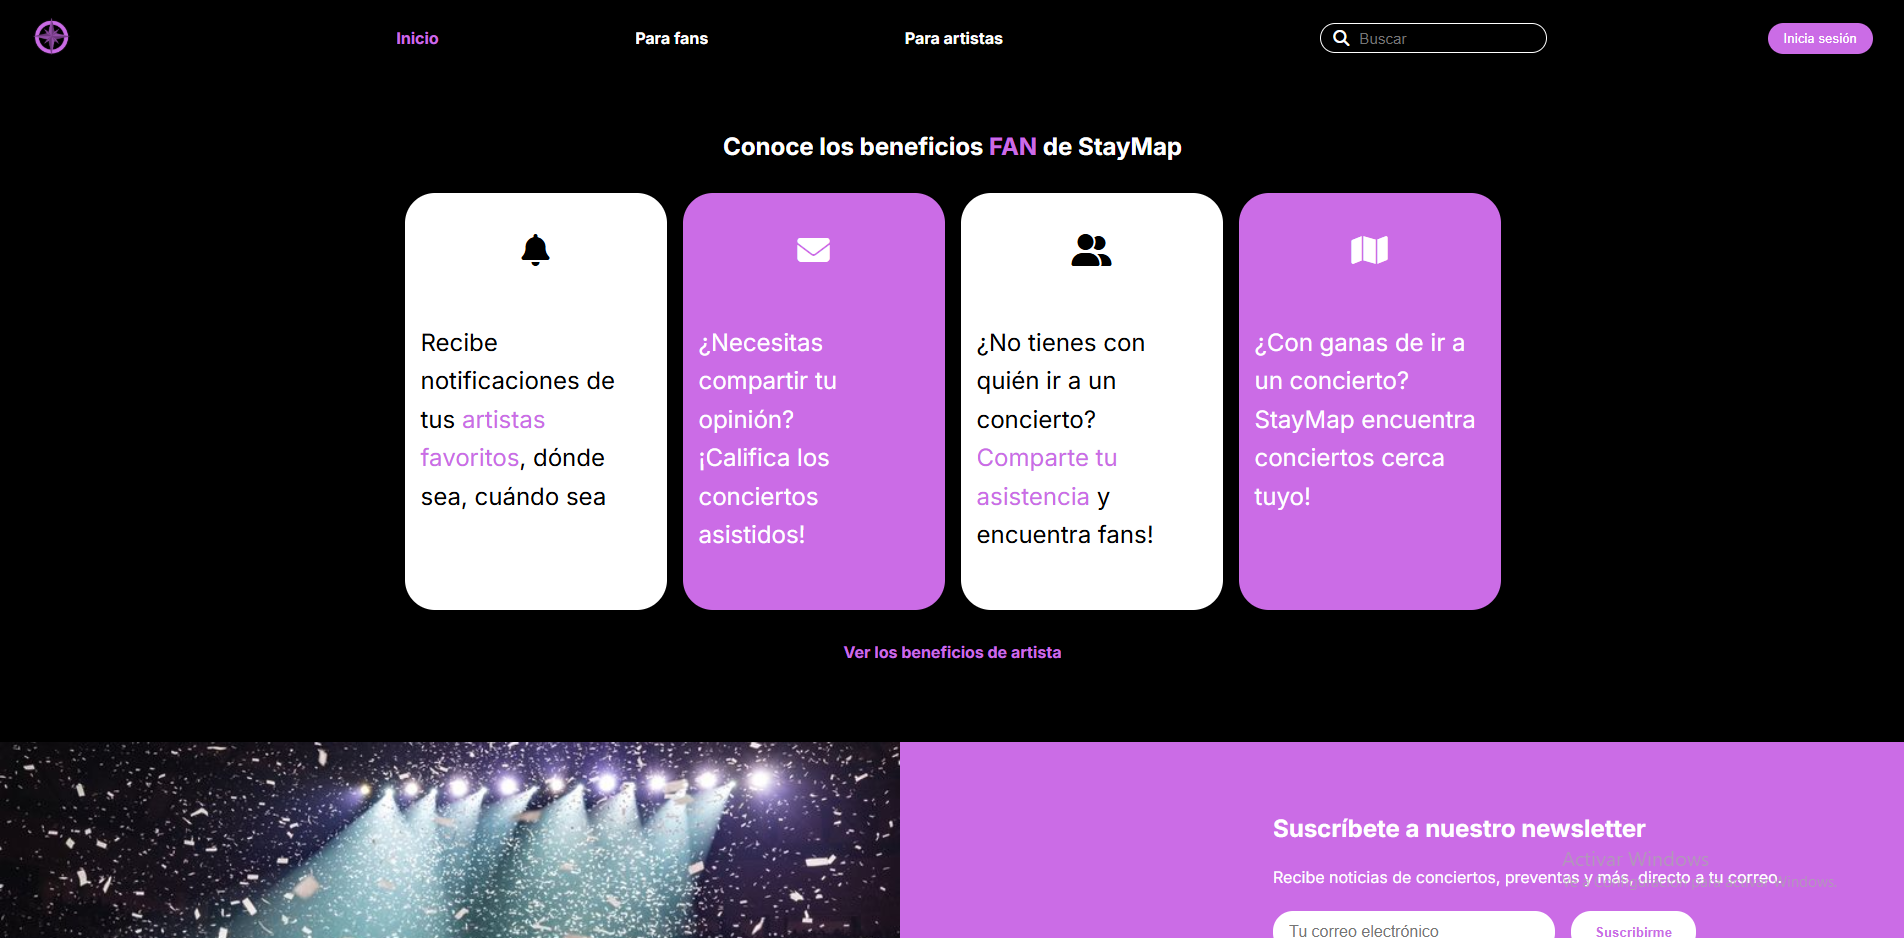 Inicio
Para fans
Para artistas
Buscar
Inicia sesión
Conoce los beneficios FAN de StayMap
Recibe
notificaciones de
tus artistas
favoritos, dónde
sea, cuándo sea
¿Necesitas
compartir tu
opinión?
¡Califica los
conciertos
asistidos!
¿No tienes con
quién ir a un
concierto?
Comparte tu
asistencia y
encuentra fans!
¿Con ganas de ir a
un concierto?
StayMap encuentra
conciertos cerca
tuyo!
Ver los beneficios de artista
Suscríbete a nuestro newsletter
Activar Windows
Recibe noticias de conciertos, preventas y más, directo a tu correo.
Windows.
Tu correo electrónico
Suscribirme